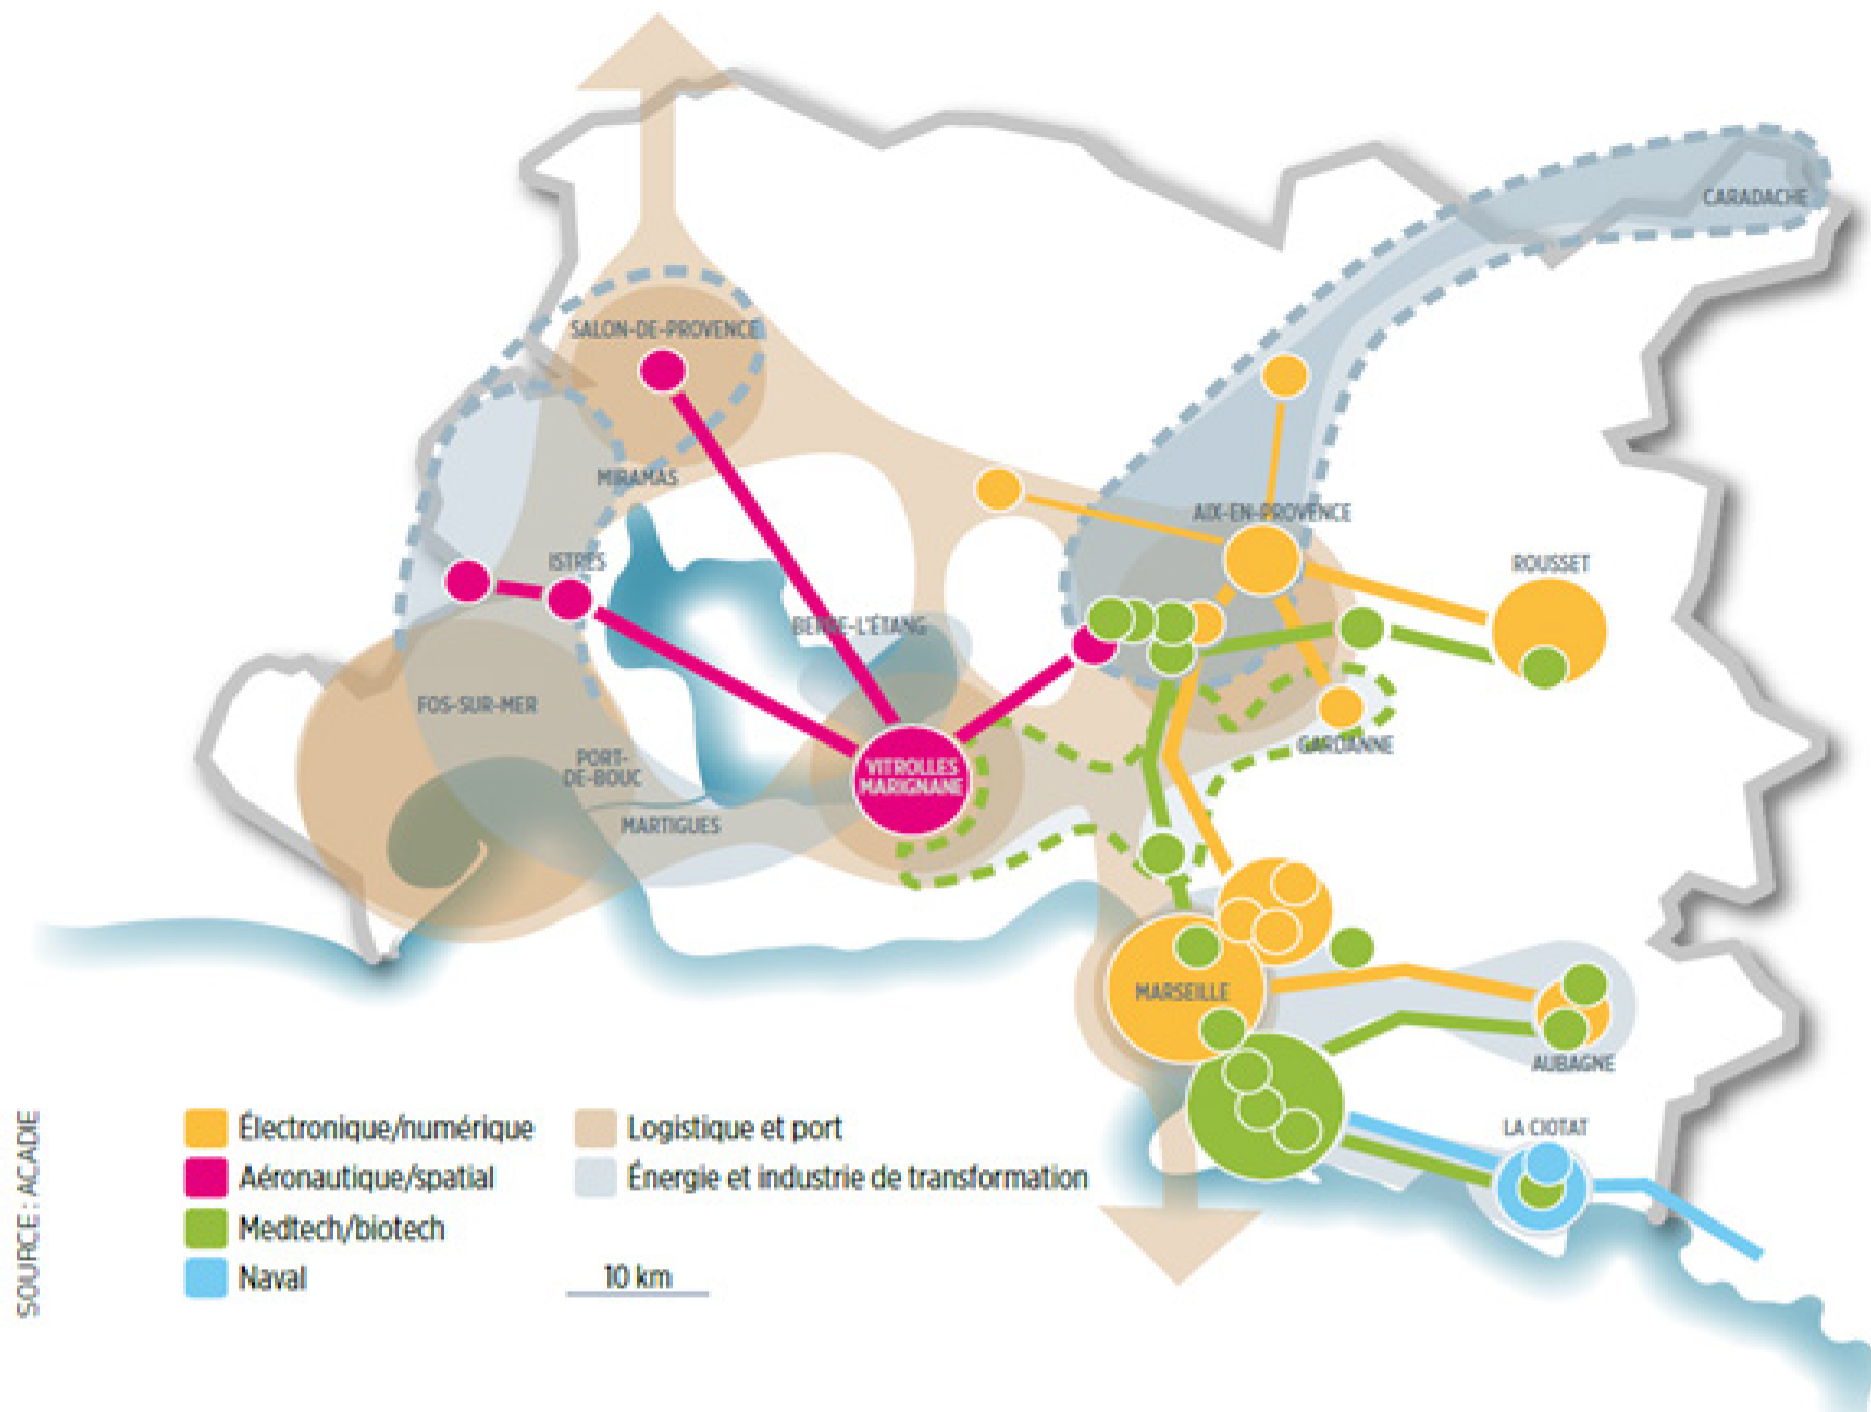 CARADACHE
SALON-DE-PROVENCE
MIRAMAS
AIX-EN-PROVENCE
ISTRES
ROUSSET
BERRE-L'ÉTANG
FOS-SUR-MER
GARDANNE
PORT-
DE-BOUC
VITROLLES
MARIGNANE
MARTIGUES
MARSEILLE
AUBAGNE
LA CIOTAT
Électronique/numérique
Aéronautique/spatial
Medtech/biotech
Naval
Logistique et port
Énergie et industrie de transformation
10 km
SOURCE: ACADIE